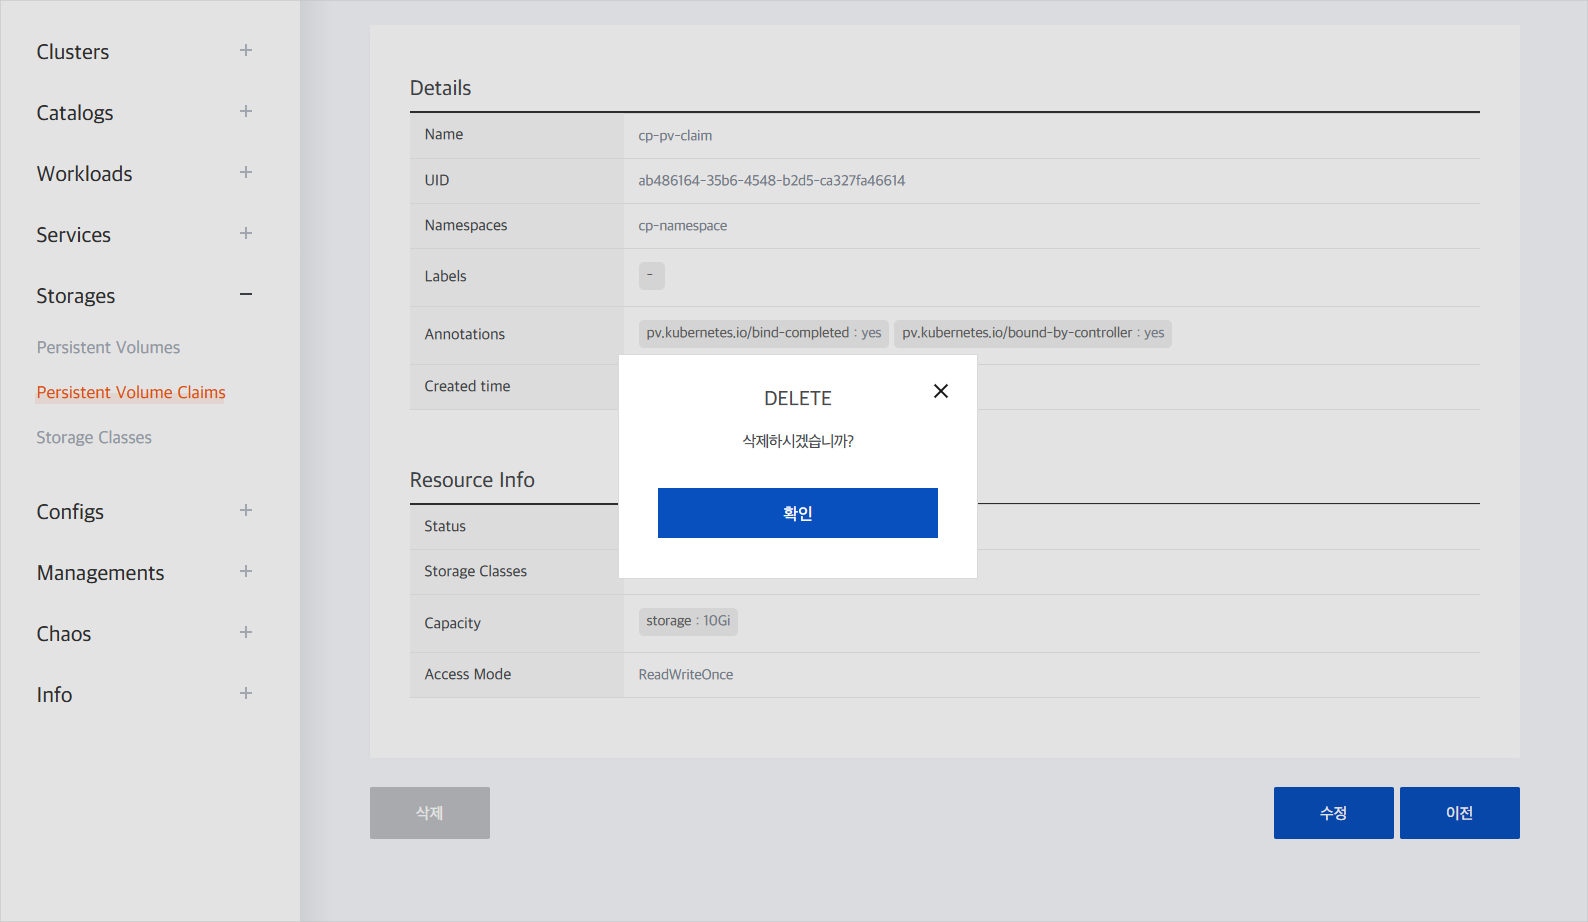 Clusters
Catalogs
Workloads
Services
Storages
Persistent Volumes
Persistent Volume Claims
Storage Classes
Configs
Managements
Chaos
Info
Details
Name cp-pv-claim
UID ab486164-35b6-4548-b2d5-ca327fa46614
Namespaces cp-namespace
Labels -
Annotations pv.kubernetes.io/bind-completed : yes pv.kubernetes.io/bound-by-controller : yes
Created time
Resource Info
Status
Storage Classes
Capacity storage : 10Gi
Access Mode ReadWriteOnce
DELETE
삭제하시겠습니까?
확인
삭제
수정
이전